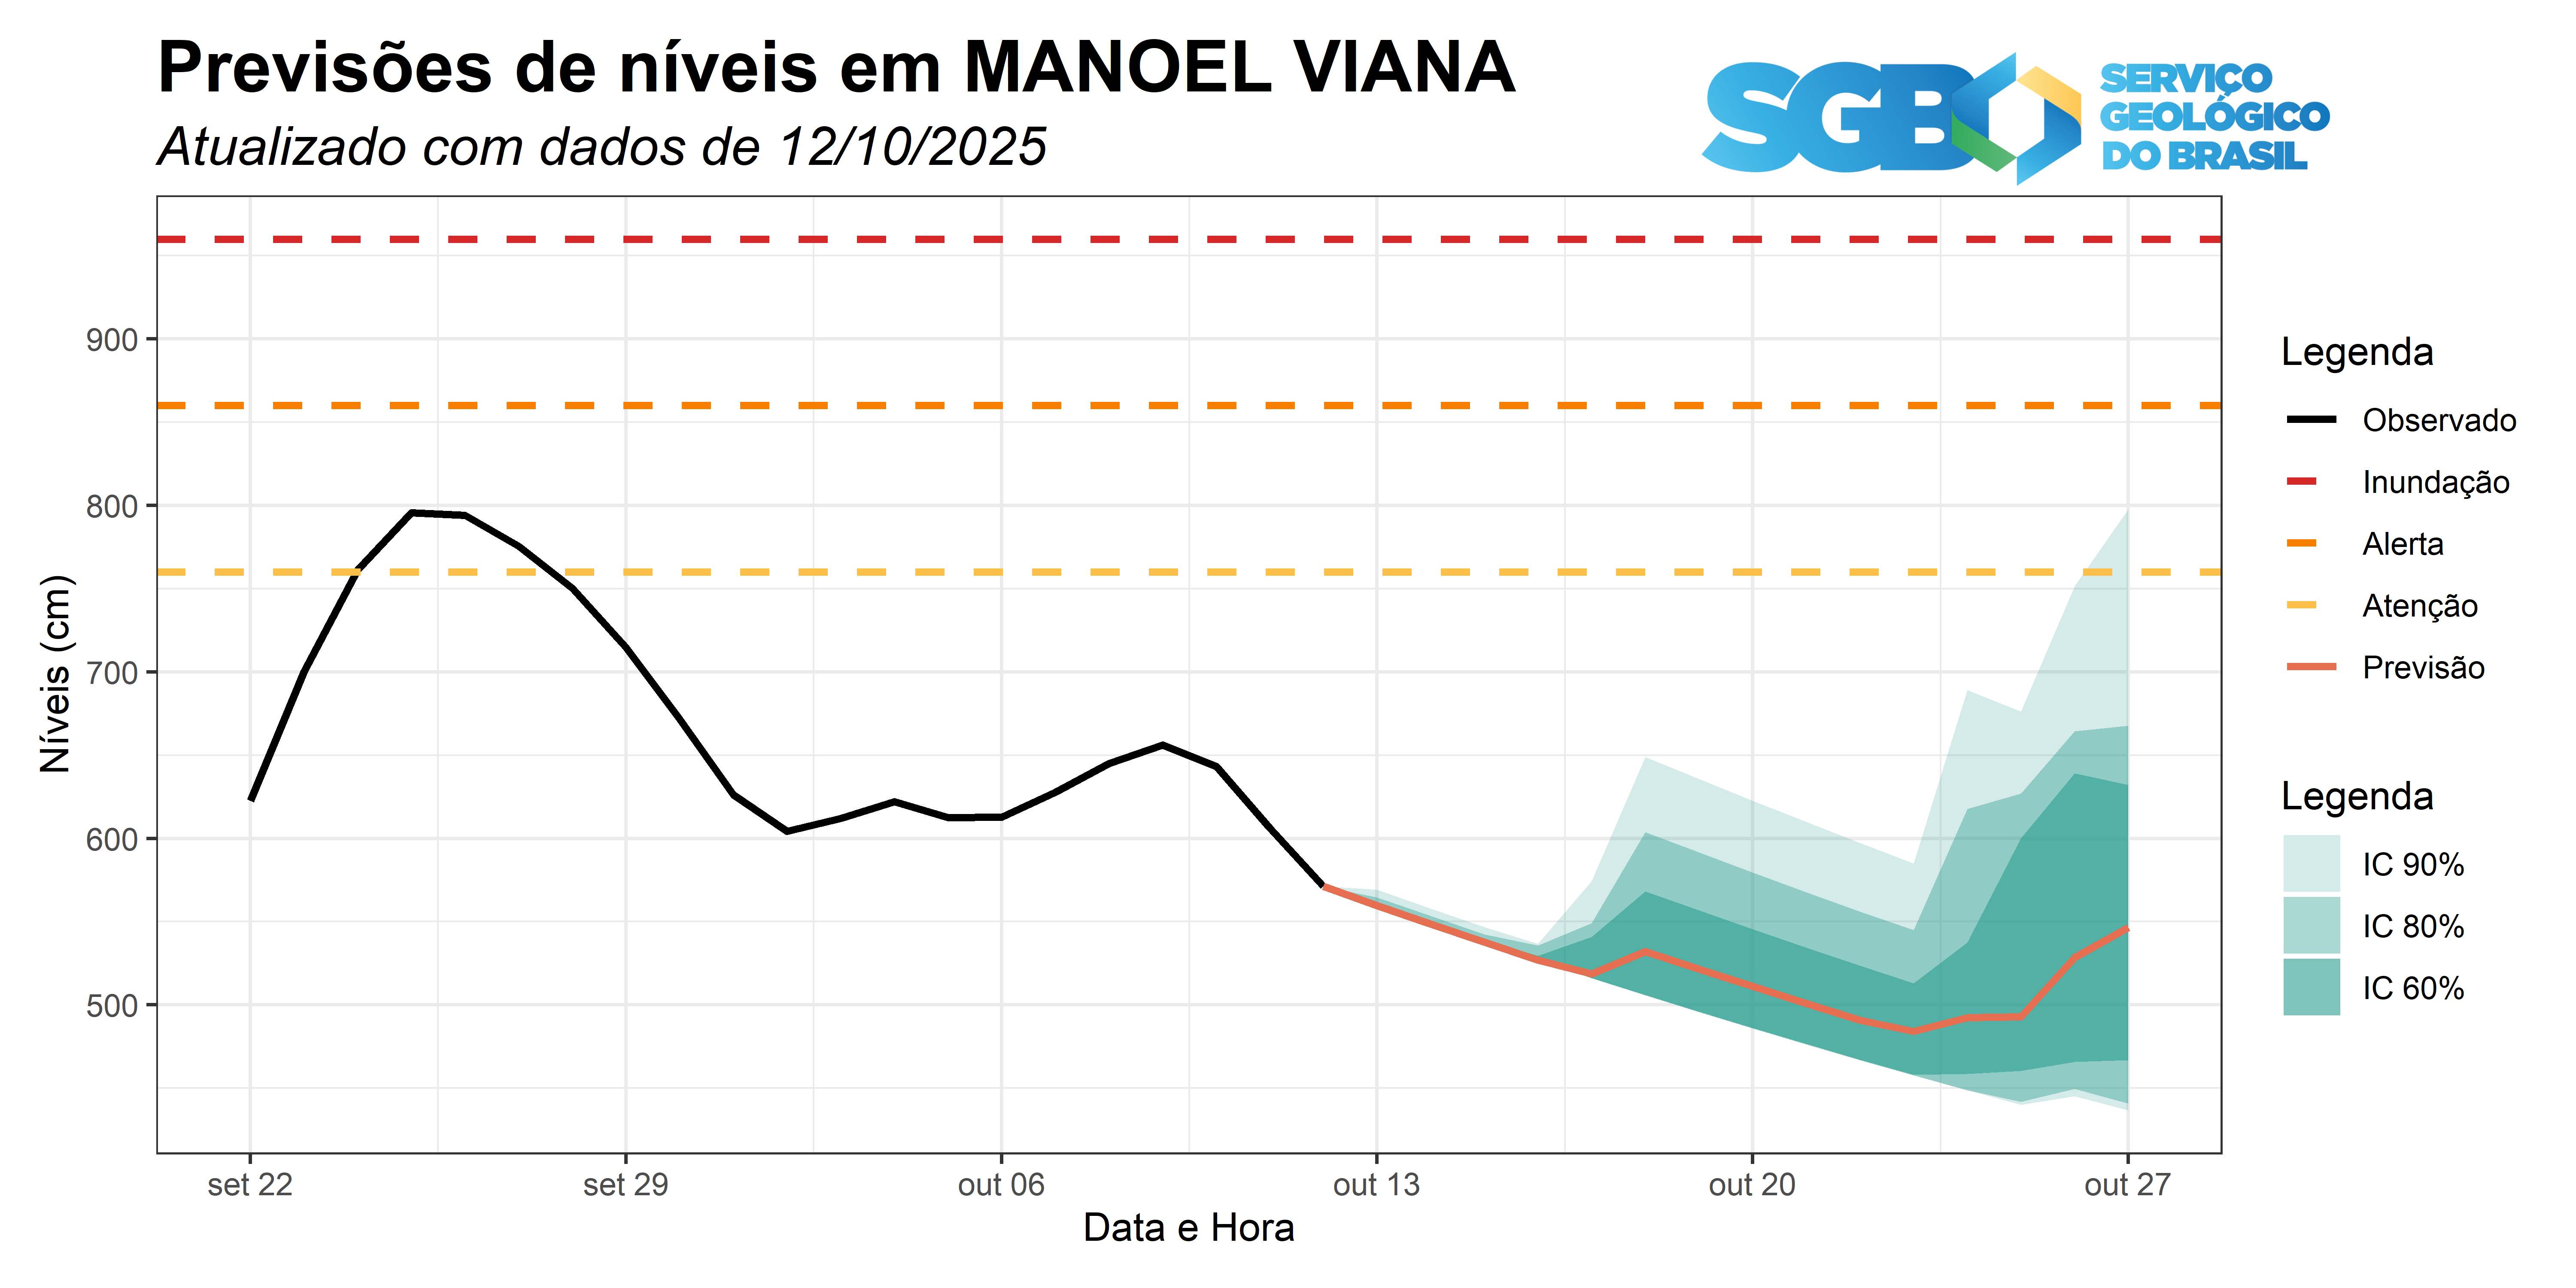 Previsões de níveis em MANOEL VIANA
Atualizado com dados de 12/10/2025
SGB
SERVIÇO
GEOLÓGICO
DO BRASIL
Níveis (cm)
900
800
700
600
500
set 22
set 29
out 06
out 13
out 20
out 27
Data e Hora
Legenda
Observado
Inundação
Alerta
Atenção
Previsão
Legenda
IC 90%
IC 80%
IC 60%